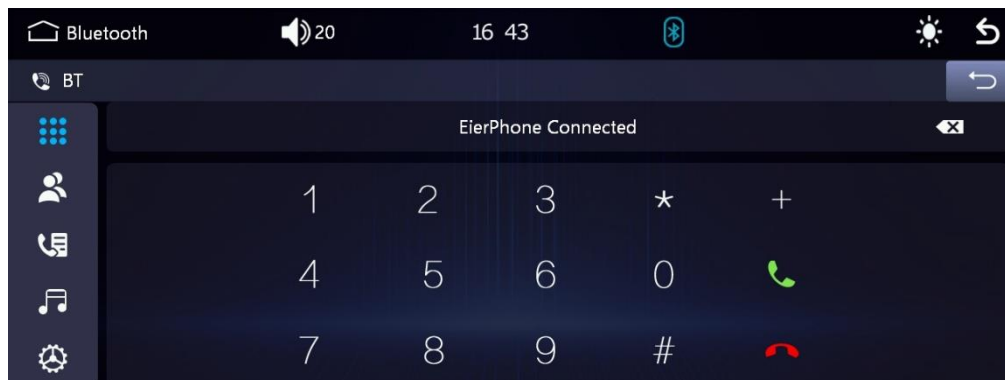 Bluetooth 20 16 43
BT
EierPhone Connected
1 2 3 * +
4 5 6 0
7 8 9 #